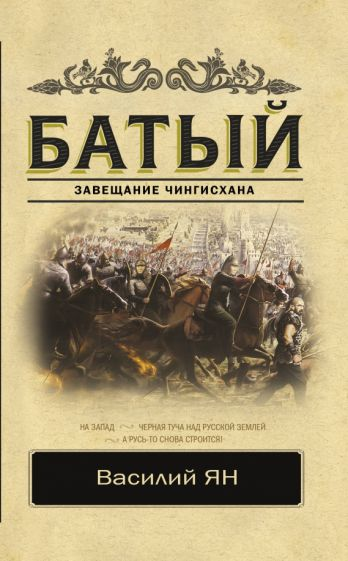 БАТЫЙ
ЗАВЕЩАНИЕ ЧИНГИСХАНА
НА ЗАПАД ЧЕРНАЯ ТУЧА НАД РУССКОЙ ЗЕМЛЕЙ
А РУСЬ-ТО СНОВА СТРОИТСЯ!
ВАСИЛИЙ ЯН